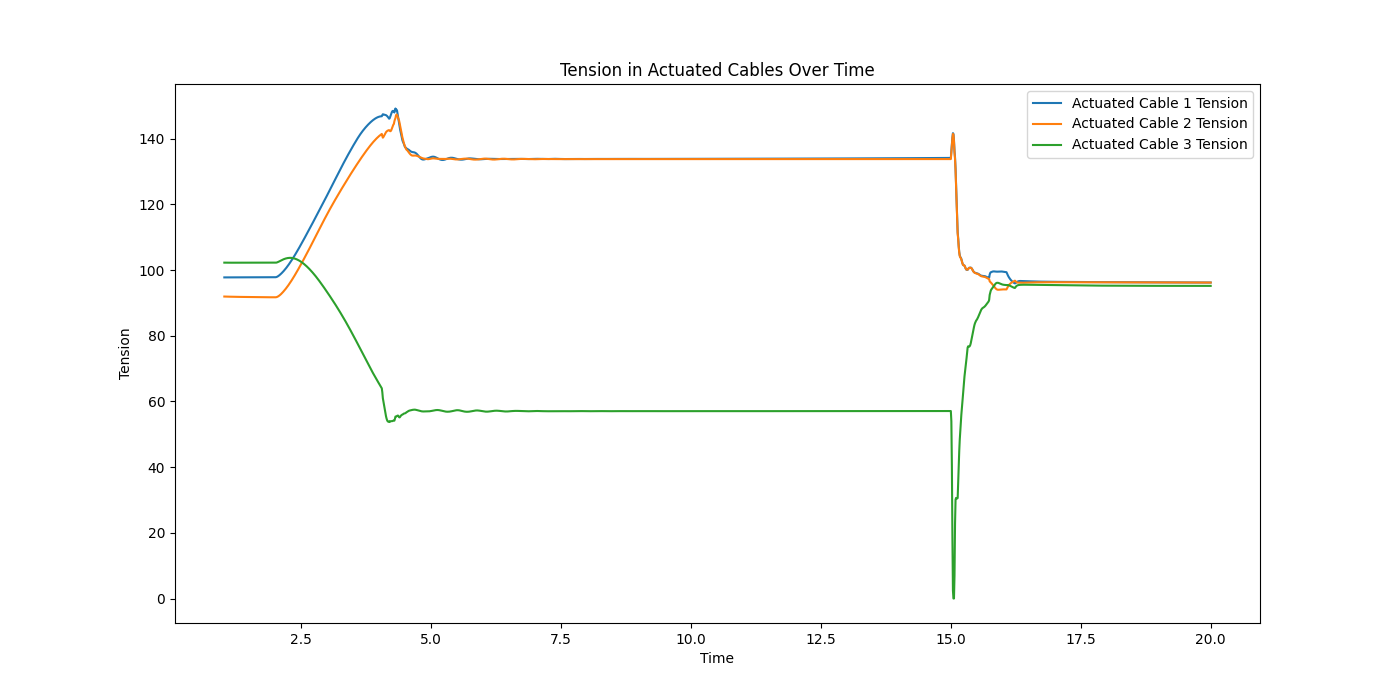 Tension in Actuated Cables Over Time
Actuated Cable 1 Tension
Actuated Cable 2 Tension
Actuated Cable 3 Tension
140
120
100
80
60
40
20
0
Tension
2.5 5.0 7.5 10.0 12.5 15.0 17.5 20.0
Time